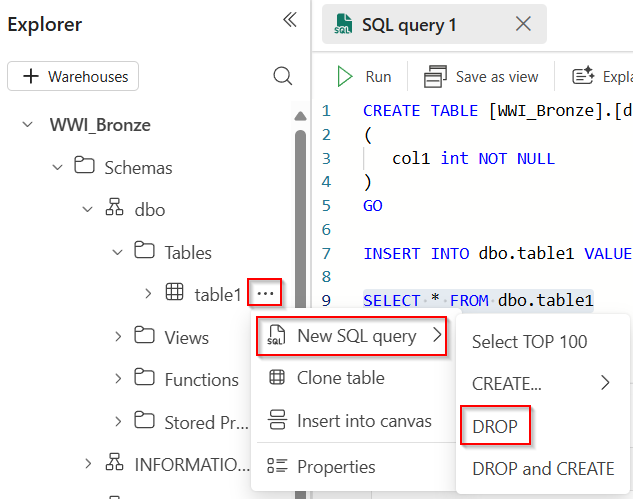 Explorer
+ Warehouses
WWI_Bronze
Schemas
dbo
Tables
table1 ...
Views
Functions
Stored Pr...
INFORMATIO...
SQL SQL query 1
Run Save as view Expla
1 CREATE TABLE [WWI_Bronze].[d
2 (
3 col1 int NOT NULL
4 )
5 GO
6
7 INSERT INTO dbo.table1 VALUE
8
9 SELECT * FROM dbo.table1
SQL New SQL query
Clone table
Insert into canvas
Properties
Select TOP 100
CREATE...
DROP
DROP and CREATE